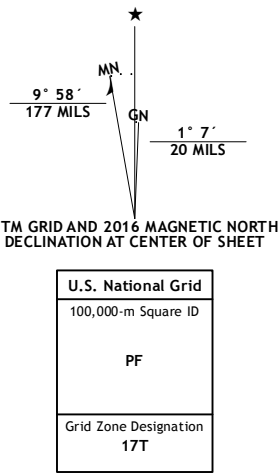 MN
GN
9° 58´
177 MILS
1° 7´
20 MILS
TM GRID AND 2016 MAGNETIC NORTH
DECLINATION AT CENTER OF SHEET
U.S. National Grid
100,000-m Square ID
PF
Grid Zone Designation
17T